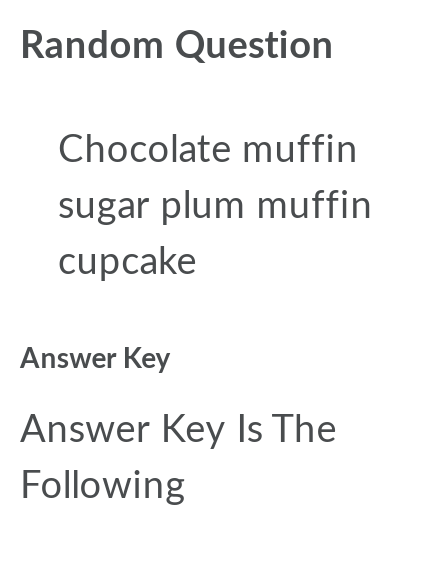 Random Question
Chocolate muffin
sugar plum muffin
cupcake
Answer Key
Answer Key Is The
Following